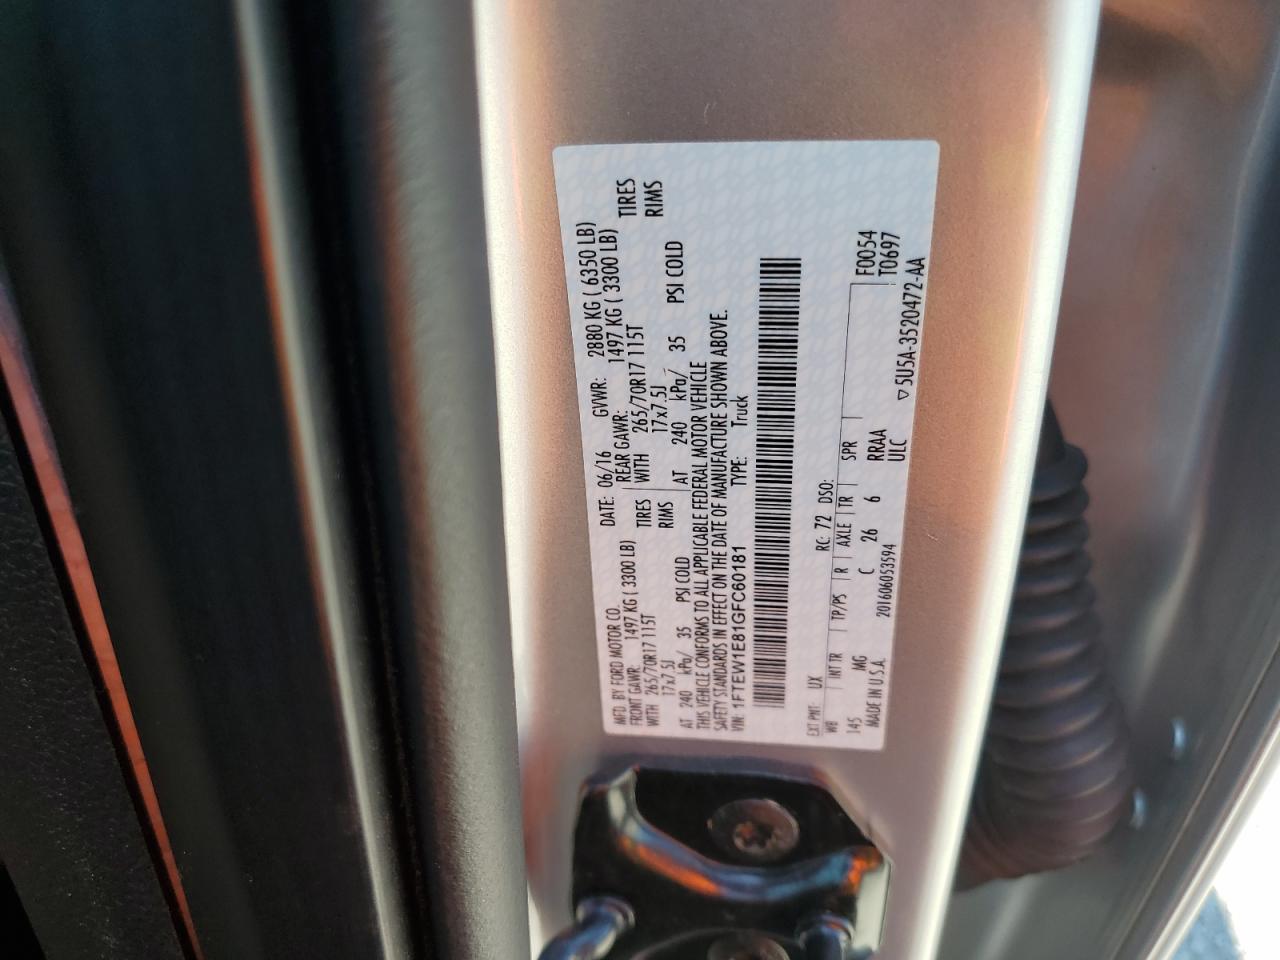 MFD. BY FORD MOTOR CO.
DATE: 06/16 GVWR: 2880 KG ( 6350 LB)
FRONT GAWR: 1497 KG ( 3300 LB) REAR GAWR: 1497 KG ( 3300 LB)
WITH 265/70R17 115T TIRES WITH 265/70R17 115T TIRES
17x7.5J RIMS 17x7.5J RIMS
AT 240 kPa/ 35 PSI COLD AT 240 kPa/ 35 PSI COLD
THIS VEHICLE CONFORMS TO ALL APPLICABLE FEDERAL MOTOR VEHICLE
SAFETY STANDARDS IN EFFECT ON THE DATE OF MANUFACTURE SHOWN ABOVE.
VIN: 1FTEW1E81GFC60181 TYPE: Truck
EXT PNT: UX RC: 72 DSO:
WB INT TR TP/PS R AXLE TR SPR F0054
145 MG C 26 6 RRAA T0697
MADE IN U.S.A. 201606053594 ULC ▽5U5A-3520472-AA